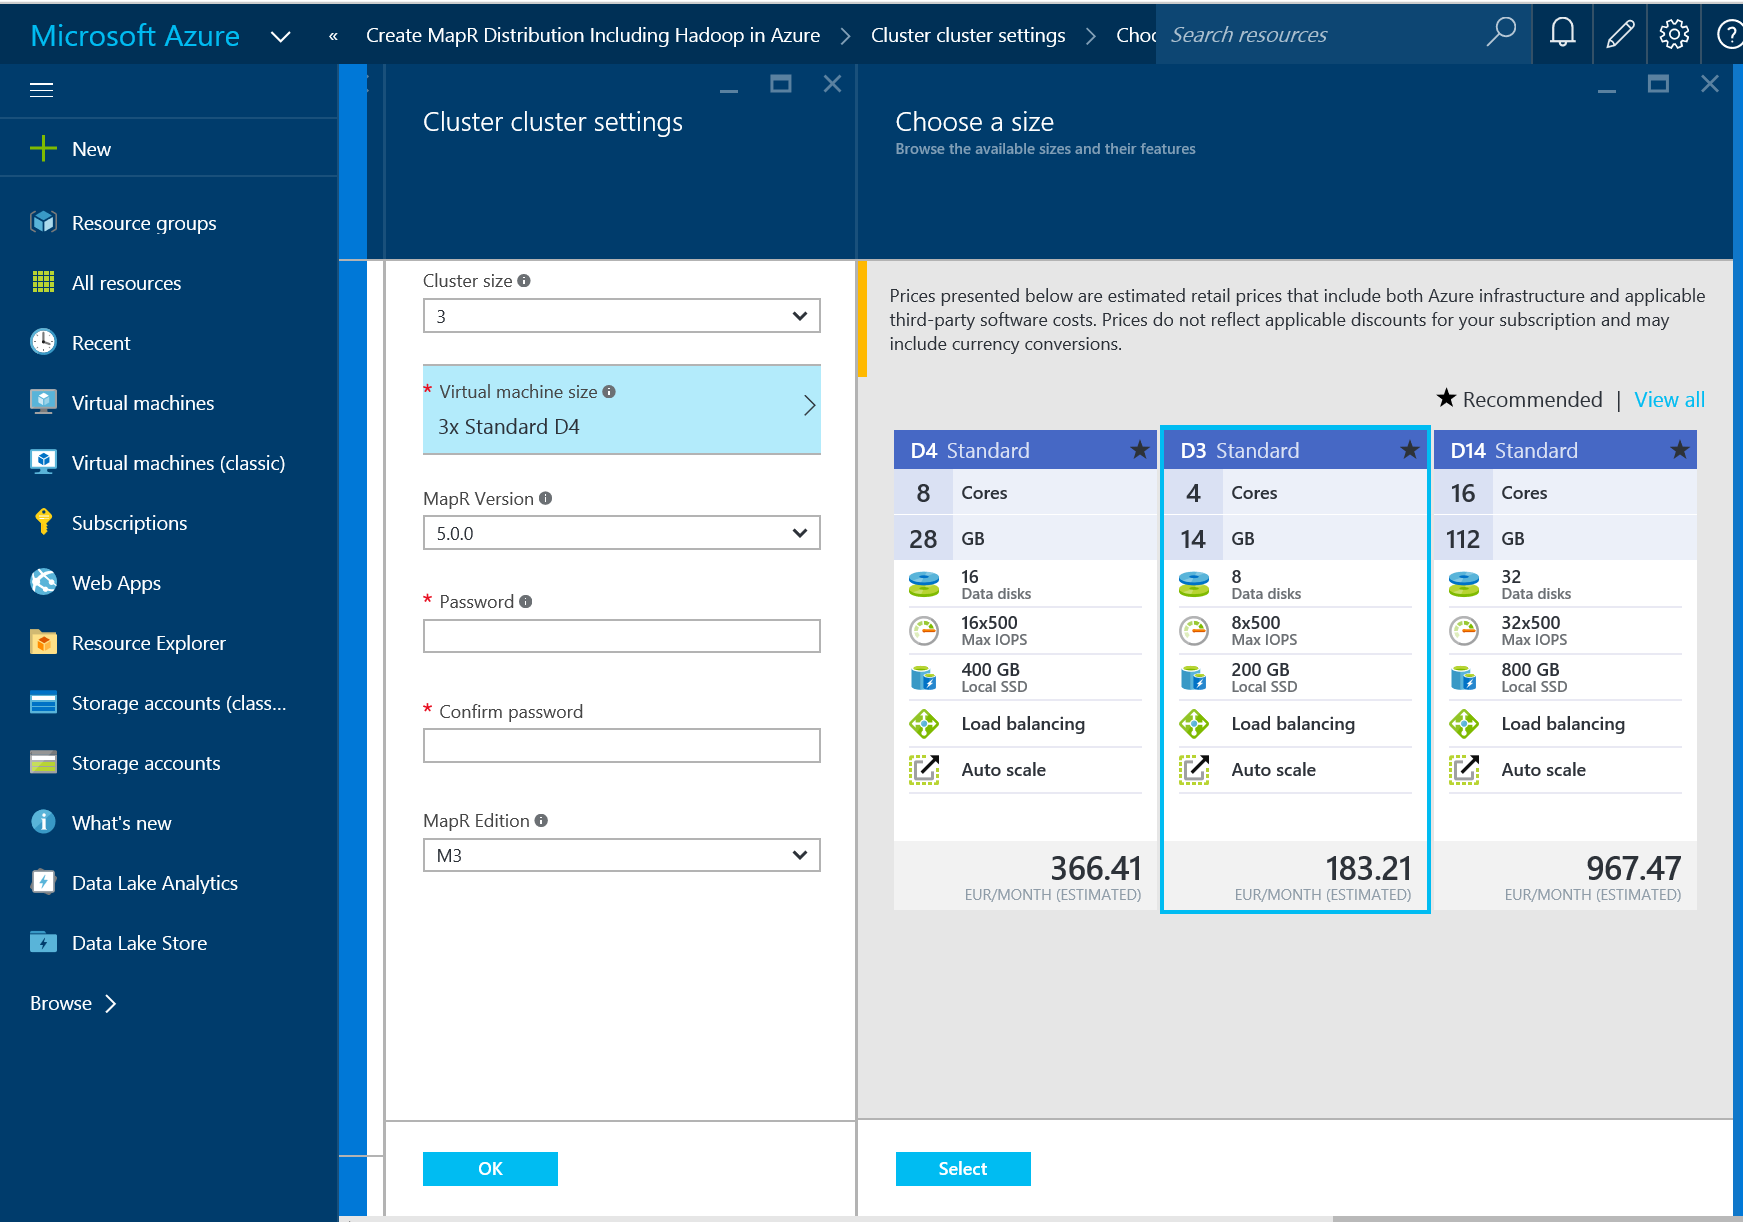 Microsoft Azure
« Create MapR Distribution Including Hadoop in Azure > Cluster cluster settings > Choo
Search resources
New
Resource groups
All resources
Recent
Virtual machines
Virtual machines (classic)
Subscriptions
Web Apps
Resource Explorer
Storage accounts (class...
Storage accounts
What's new
Data Lake Analytics
Data Lake Store
Browse >
Cluster cluster settings
Cluster size
3
* Virtual machine size
3x Standard D4
MapR Version
5.0.0
* Password
* Confirm password
MapR Edition
M3
OK
Choose a size
Browse the available sizes and their features
Prices presented below are estimated retail prices that include both Azure infrastructure and applicable
third-party software costs. Prices do not reflect applicable discounts for your subscription and may
include currency conversions.
★ Recommended | View all
D4 Standard ★
8 Cores
28 GB
16
Data disks
16x500
Max IOPS
400 GB
Local SSD
Load balancing
Auto scale
366.41
EUR/MONTH (ESTIMATED)
D3 Standard ★
4 Cores
14 GB
8
Data disks
8x500
Max IOPS
200 GB
Local SSD
Load balancing
Auto scale
183.21
EUR/MONTH (ESTIMATED)
D14 Standard ★
16 Cores
112 GB
32
Data disks
32x500
Max IOPS
800 GB
Local SSD
Load balancing
Auto scale
967.47
EUR/MONTH (ESTIMATED)
Select